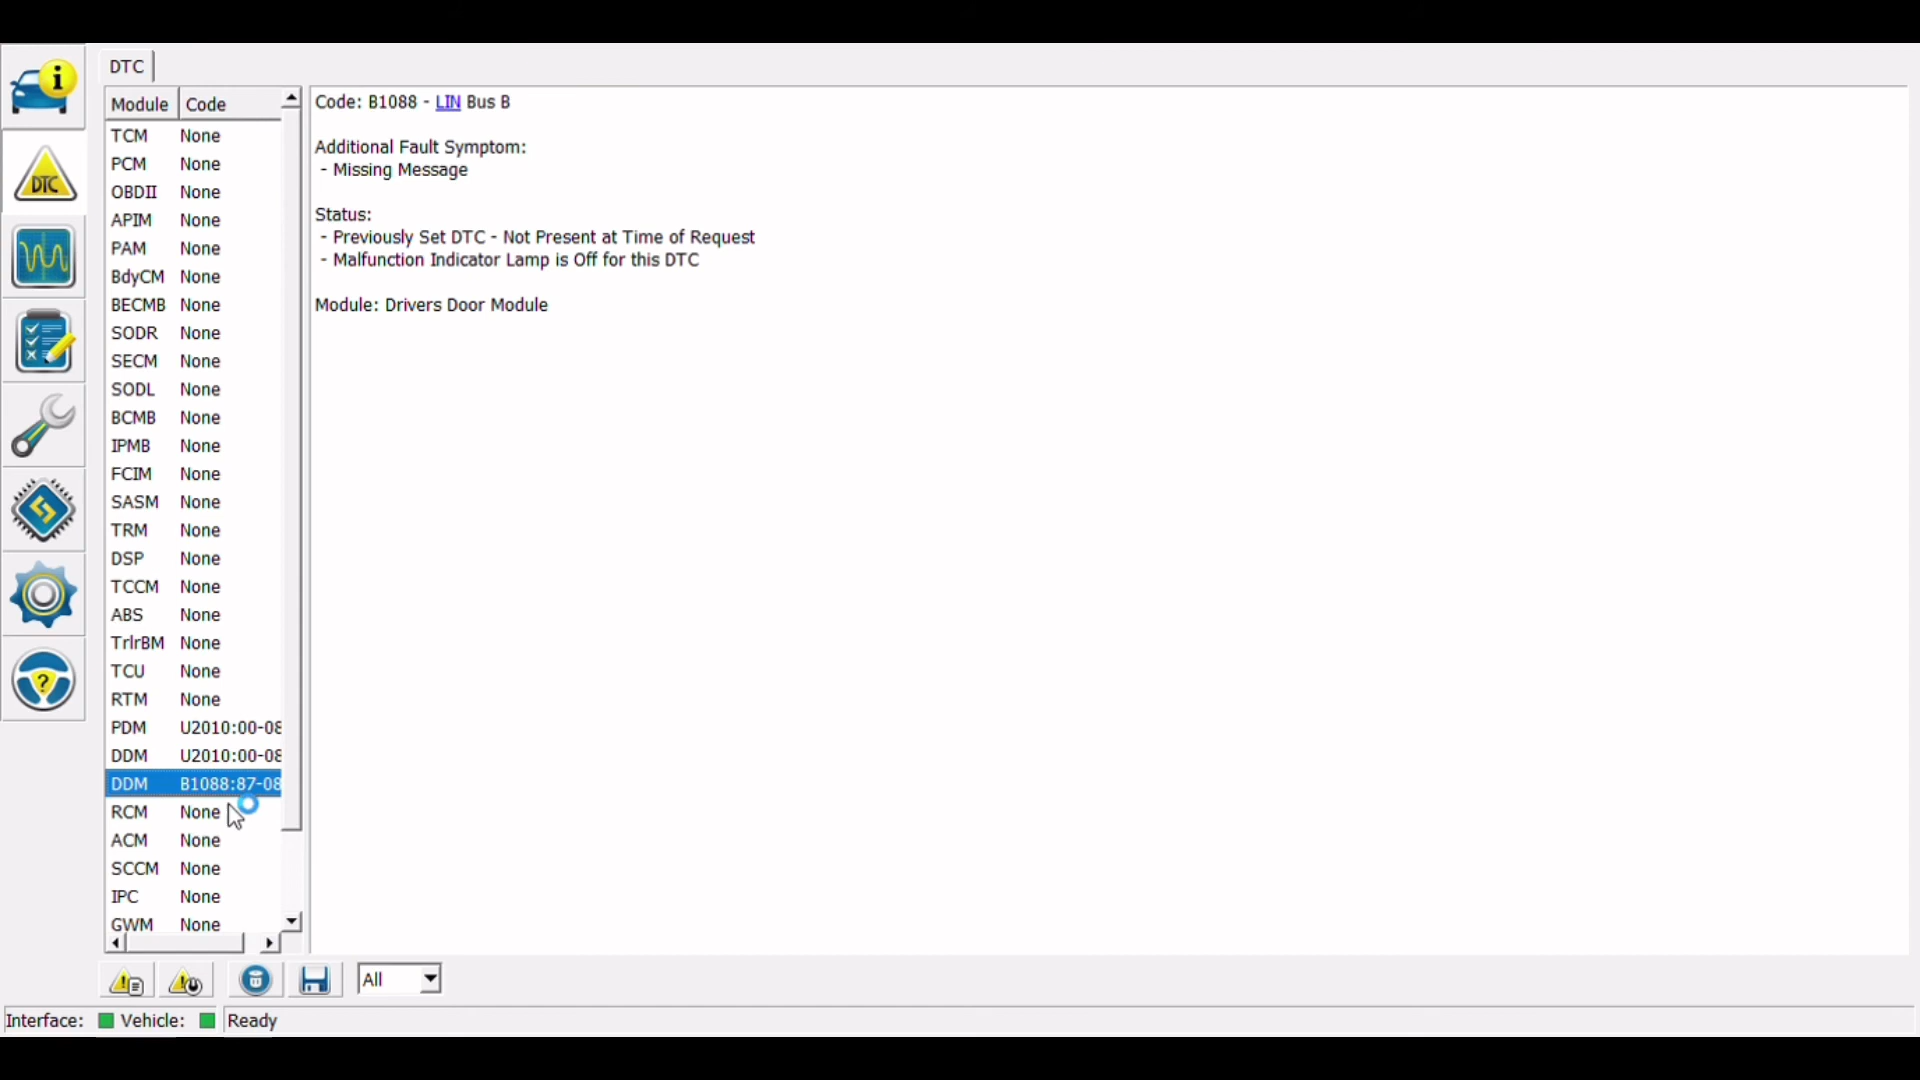 DTC
Module Code
TCM None
PCM None
OBDII None
APIM None
PAM None
BdyCM None
BECMB None
SODR None
SECM None
SODL None
BCMB None
IPMB None
FCIM None
SASM None
TRM None
DSP None
TCCM None
ABS None
TrlrBM None
TCU None
RTM None
PDM U2010:00-08
DDM U2010:00-08
DDM B1088:87-08
RCM None
ACM None
SCCM None
IPC None
GWM None
Code: B1088 - LIN Bus B
Additional Fault Symptom:
- Missing Message
Status:
- Previously Set DTC - Not Present at Time of Request
- Malfunction Indicator Lamp is Off for this DTC
Module: Drivers Door Module
i
DTC
?
All
Interface: Vehicle: Ready